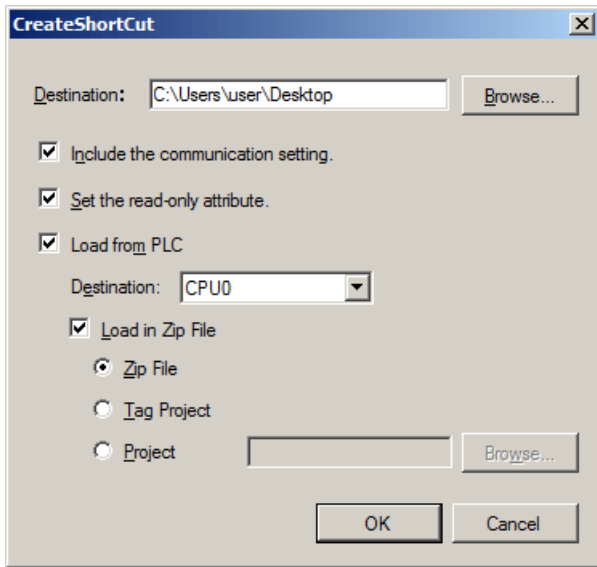 CreateShortCut
Destination: C:\Users\user\Desktop Browse...
Include the communication setting.
Set the read-only attribute.
Load from PLC
Destination: CPU0
Load in Zip File
Zip File
Tag Project
Project Browse...
OK Cancel